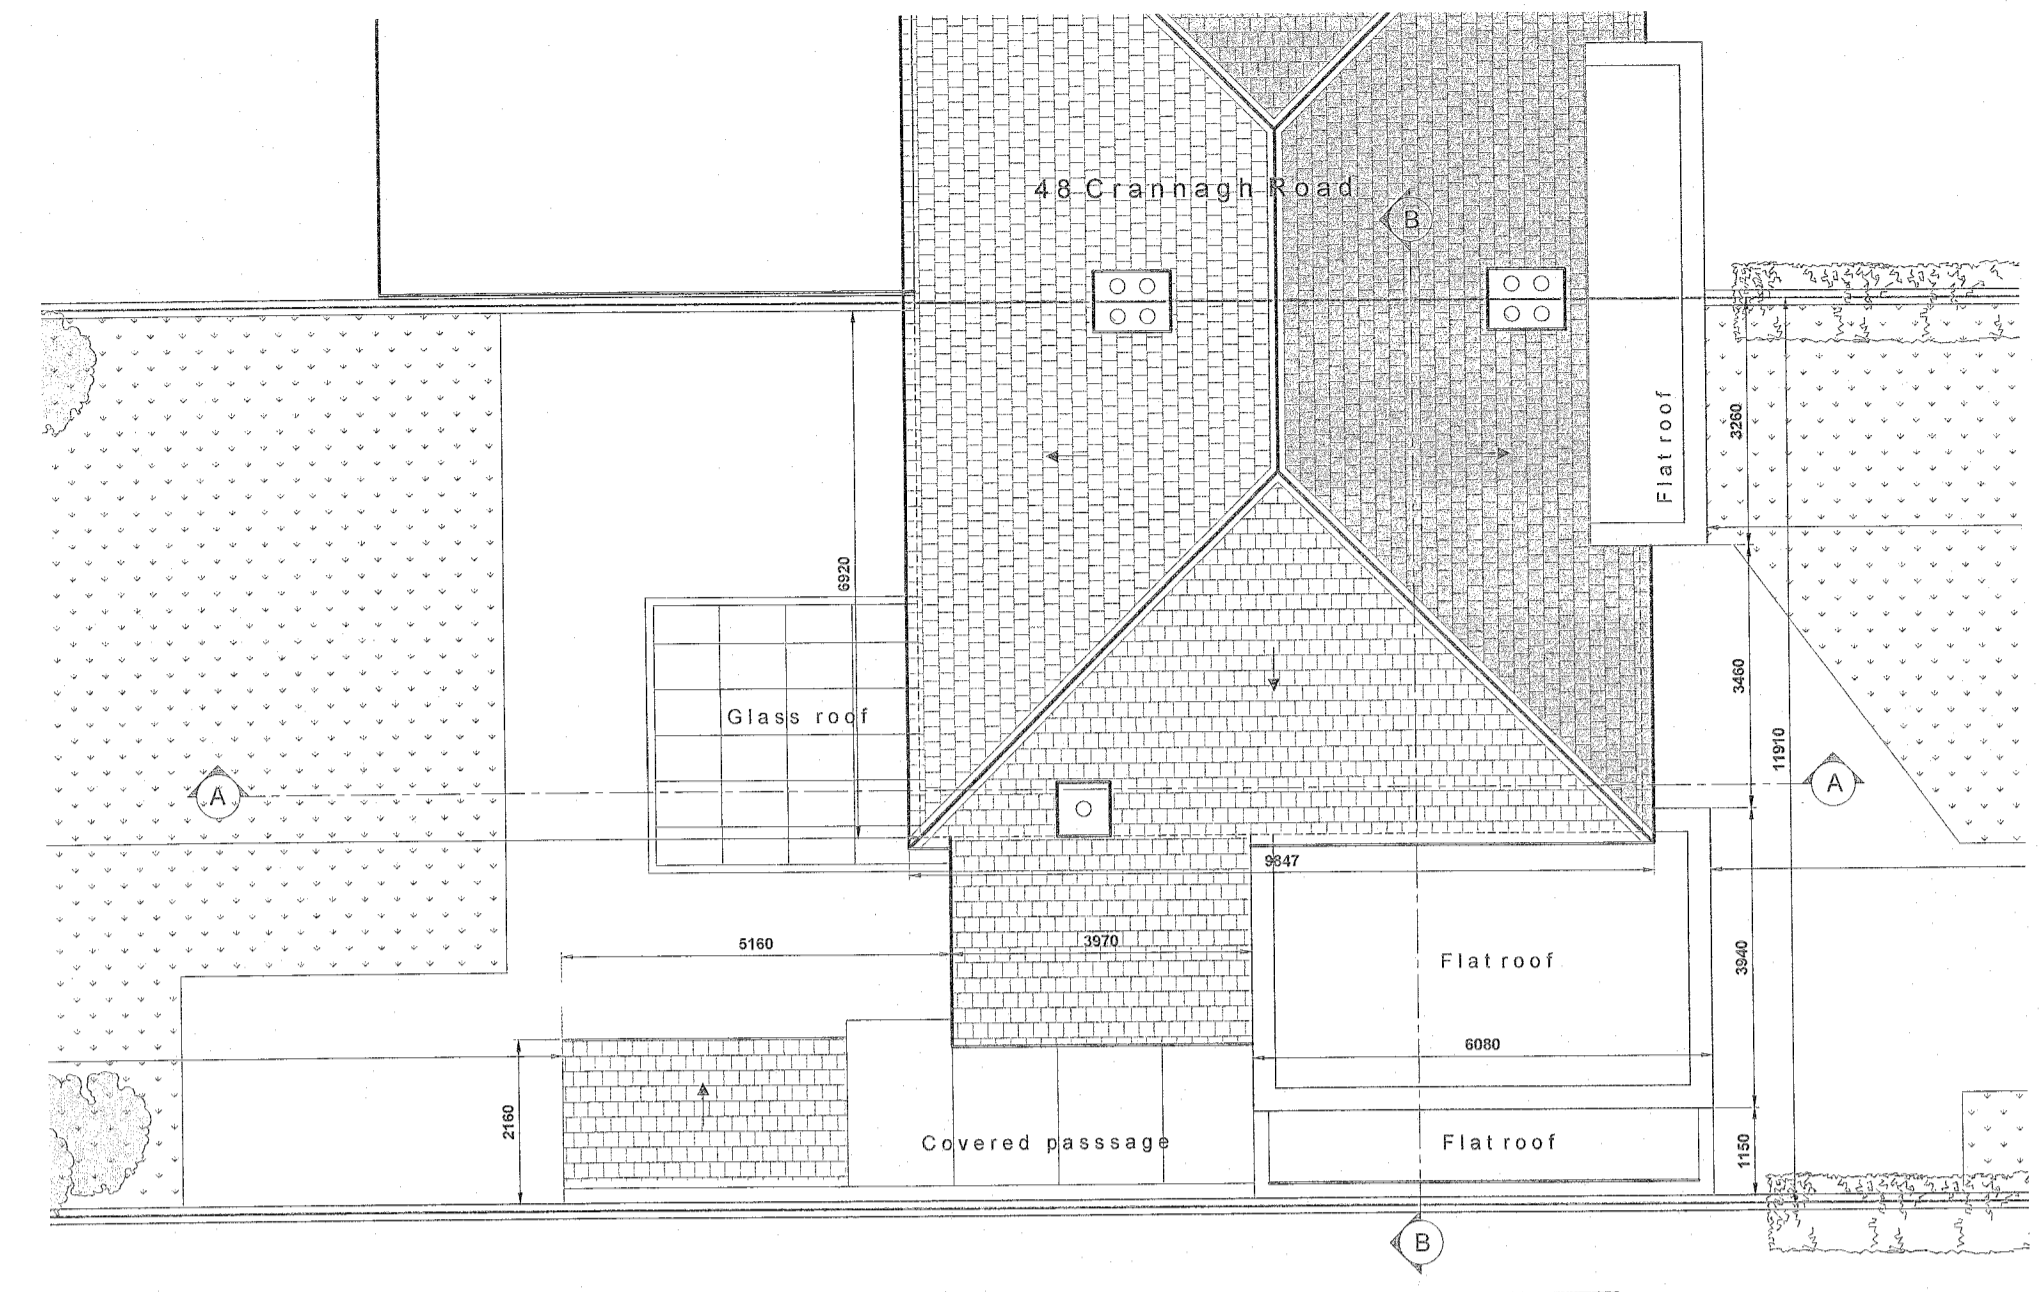 48 Crannagh Road
B
Flat roof
3260
6920
3460
Glass roof
11910
A
A
9847
5160
3970
Flat roof
3940
6080
2160
Covered passsage
Flat roof
1150
B